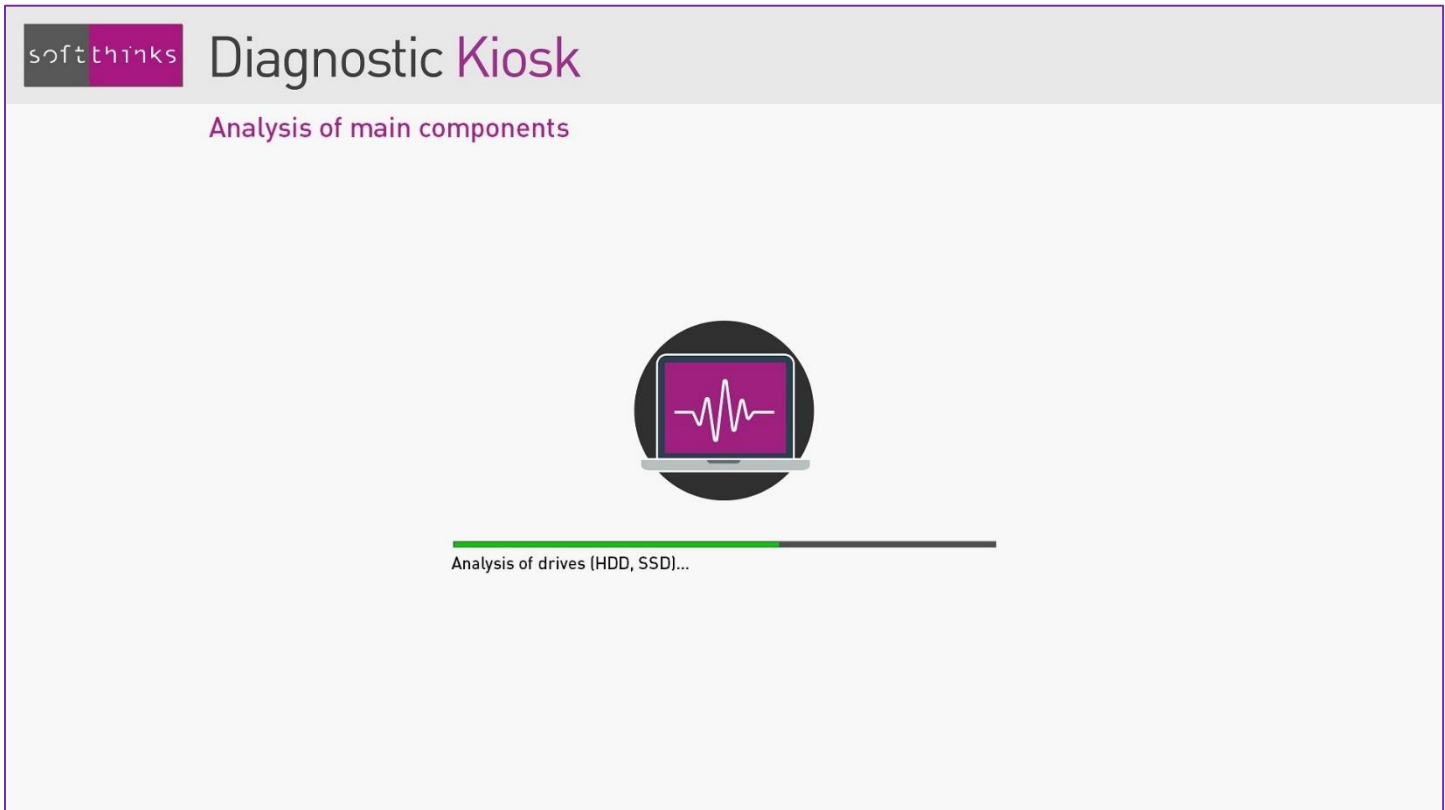 softthinks
Diagnostic Kiosk
Analysis of main components
Analysis of drives (HDD, SSD)...